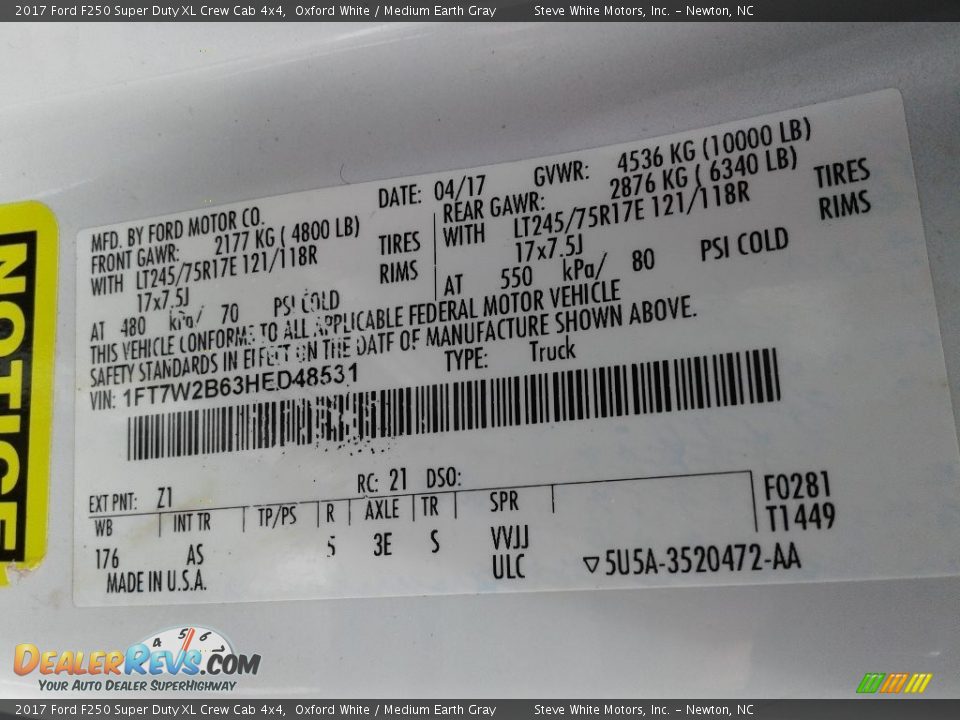 2017 Ford F250 Super Duty XL Crew Cab 4x4, Oxford White / Medium Earth Gray Steve White Motors, Inc. – Newton, NC
NOTICE
MFD. BY FORD MOTOR CO.
DATE: 04/17
GVWR: 4536 KG (10000 LB)
FRONT GAWR: 2177 KG ( 4800 LB)
REAR GAWR: 2876 KG ( 6340 LB)
WITH LT245/75R17E 121/118R TIRES
WITH LT245/75R17E 121/118R TIRES
17x7.5J RIMS
17x7.5J RIMS
AT 480 kPa/ 70 PSI COLD
AT 550 kPa/ 80 PSI COLD
THIS VEHICLE CONFORMS TO ALL APPLICABLE FEDERAL MOTOR VEHICLE
SAFETY STANDARDS IN EFFECT ON THE DATE OF MANUFACTURE SHOWN ABOVE.
VIN: 1FT7W2B63HED48531
TYPE: Truck
EXT PNT: Z1 RC: 21 DSO:
WB INT TR TP/PS R AXLE TR SPR
F0281
T1449
176 AS 5 3E S VVJJ
ULC
MADE IN U.S.A.
▽5U5A-3520472-AA
4 5 6
DealerRevs.com
Your Auto Dealer SuperHighway
2017 Ford F250 Super Duty XL Crew Cab 4x4, Oxford White / Medium Earth Gray Steve White Motors, Inc. – Newton, NC